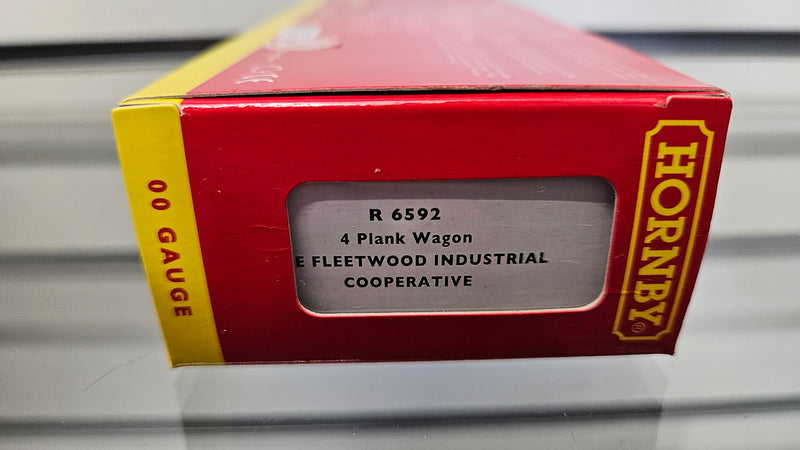 00 GAUGE
R 6592
4 Plank Wagon
E FLEETWOOD INDUSTRIAL
COOPERATIVE
HORNBY®